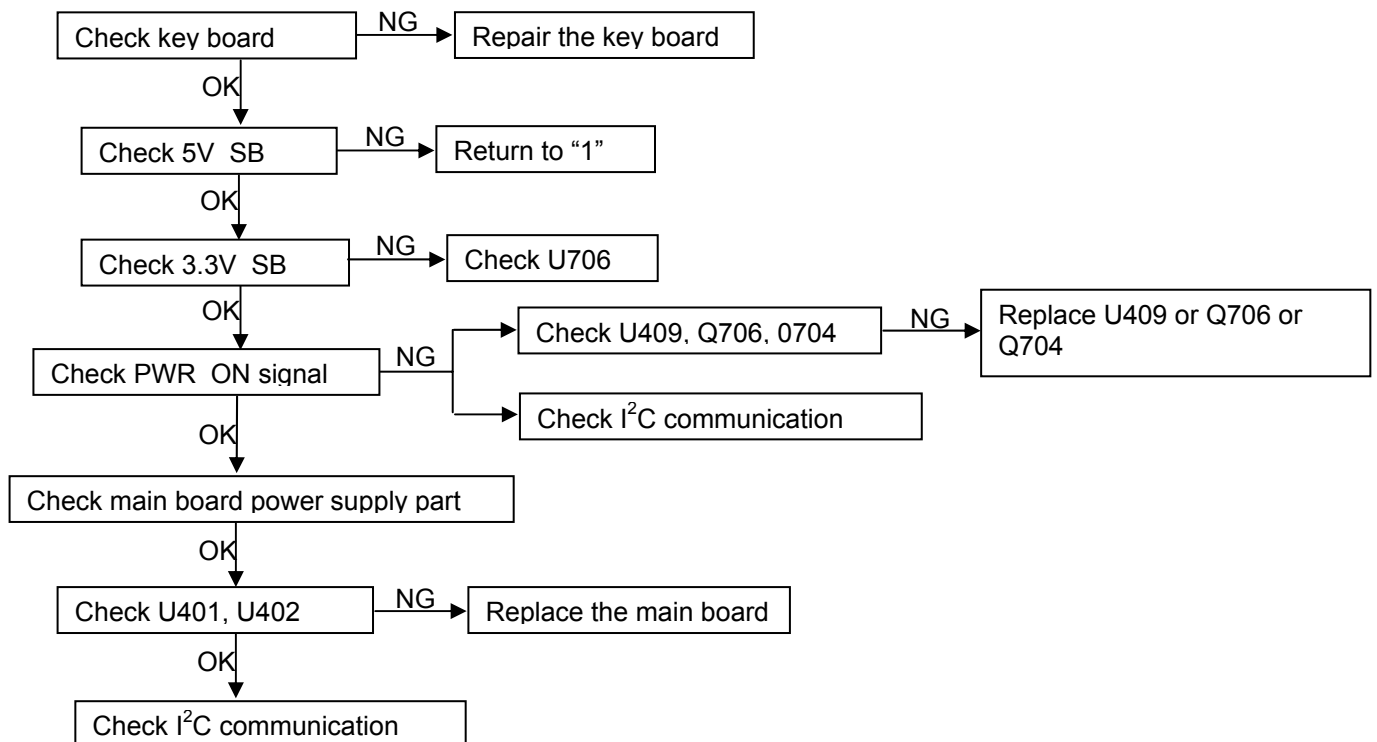 Check key board
NG
Repair the key board
OK
Check 5V SB
NG
Return to “1”
OK
Check 3.3V SB
NG
Check U706
OK
Check PWR ON signal
NG
Check U409, Q706, 0704
NG
Replace U409 or Q706 or
Q704
Check I²C communication
OK
Check main board power supply part
OK
Check U401, U402
NG
Replace the main board
OK
Check I²C communication